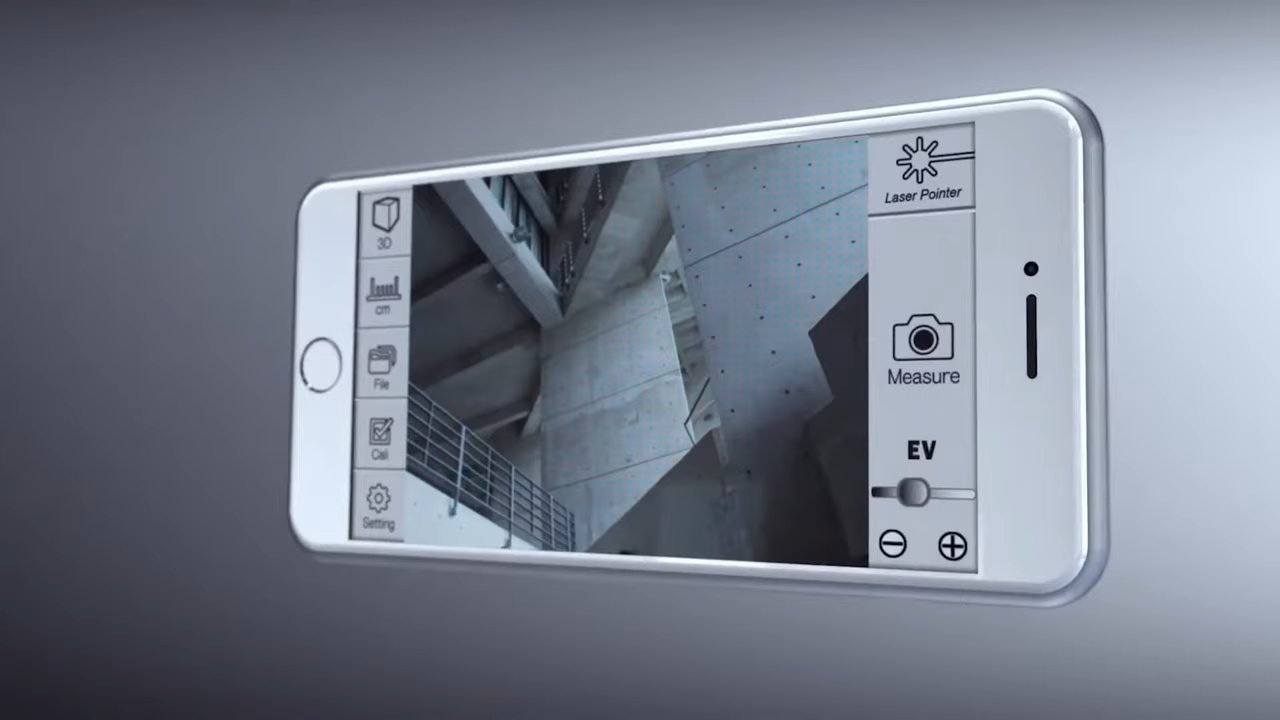 3D
cm
File
Cali
Setting
Laser Pointer
Measure
EV